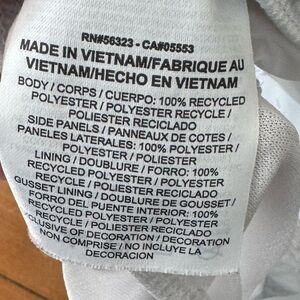 RN#56323 - CA#05553
MADE IN VIETNAM/FABRIQUE AU
VIETNAM/HECHO EN VIETNAM
BODY / CORPS / CUERPO: 100% RECYCLED
POLYESTER / POLYESTER RECYCLE /
POLIESTER RECICLADO
SIDE PANELS / PANNEAUX DE COTES /
PANELES LATERALES: 100% POLYESTER /
POLYESTER / POLIESTER
LINING / DOUBLURE / FORRO: 100%
RECYCLED POLYESTER / POLYESTER
RECYCLE / POLIESTER RECICLADO
GUSSET LINING / DOUBLURE DE GOUSSET /
FORRO DEL PUENTE INTERIOR: 100%
RECYCLED POLYESTER / POLYESTER
RECYCLE / POLIESTER RECICLADO
EXCLUSIVE OF DECORATION / DECORATION
NON COMPRISE / NO INCLUYE LA
DECORACION